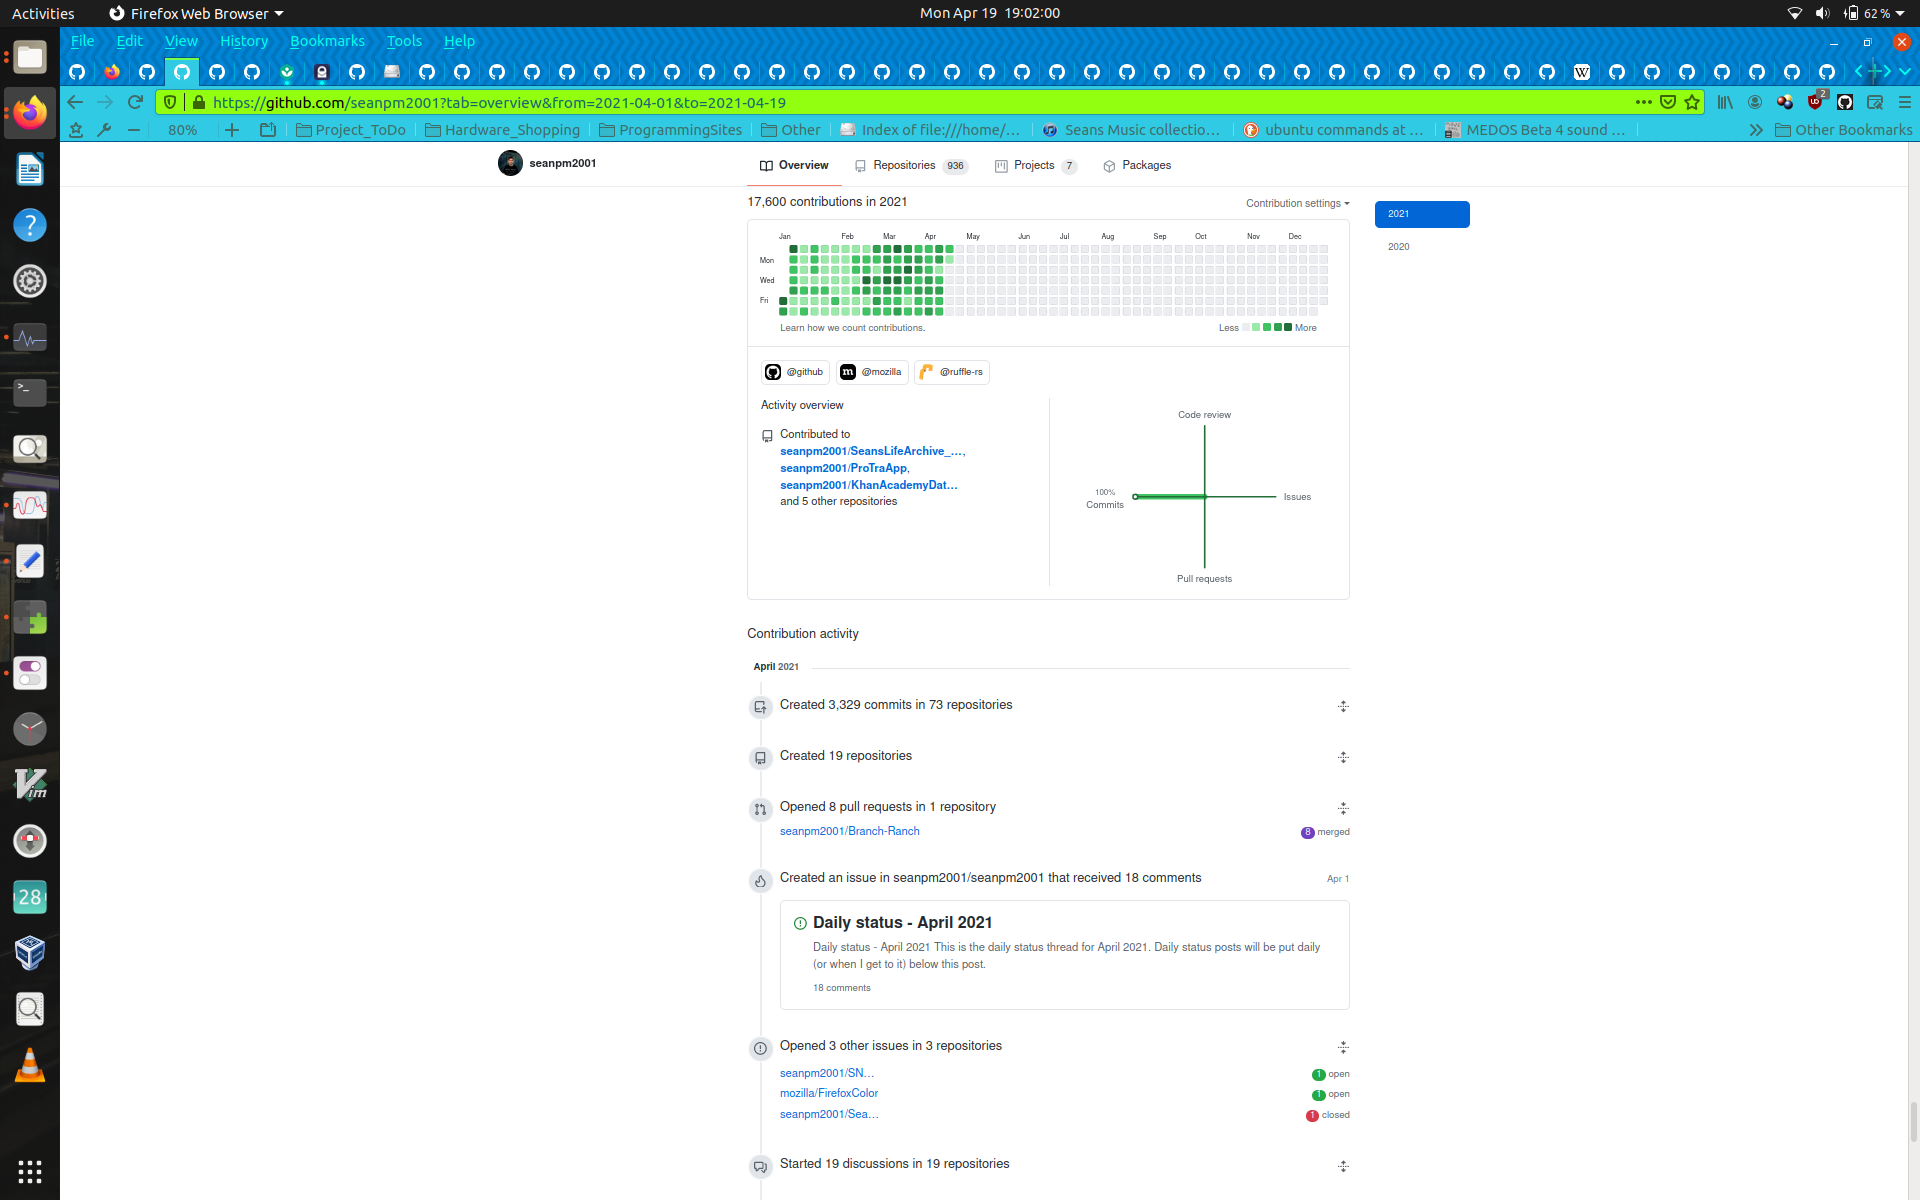 Activities
Firefox Web Browser
Mon Apr 19 19:02:00
62 %
File Edit View History Bookmarks Tools Help
https://github.com/seanpm2001?tab=overview&from=2021-04-01&to=2021-04-19
2
80%
Project_ToDo
Hardware_Shopping
ProgrammingSites
Other
Index of file:///home/…
Seans Music collectio…
ubuntu commands at …
MEDOS Beta 4 sound …
Other Bookmarks
seanpm2001
Overview
Repositories 936
Projects 7
Packages
17,600 contributions in 2021
Contribution settings
2021
2020
Jan Feb Mar Apr May Jun Jul Aug Sep Oct Nov Dec
Mon
Wed
Fri
Learn how we count contributions.
Less More
@github
@mozilla
@ruffle-rs
Activity overview
Contributed to
seanpm2001/SeansLifeArchive_…,
seanpm2001/ProTraApp,
seanpm2001/KhanAcademyDat…
and 5 other repositories
Code review
100%
Commits
Issues
Pull requests
Contribution activity
April 2021
Created 3,329 commits in 73 repositories
Created 19 repositories
Opened 8 pull requests in 1 repository
seanpm2001/Branch-Ranch
8 merged
Created an issue in seanpm2001/seanpm2001 that received 18 comments
Apr 1
Daily status - April 2021
Daily status - April 2021 This is the daily status thread for April 2021. Daily status posts will be put daily
(or when I get to it) below this post.
18 comments
Opened 3 other issues in 3 repositories
seanpm2001/SN…
1 open
mozilla/FirefoxColor
1 open
seanpm2001/Sea…
1 closed
Started 19 discussions in 19 repositories
28